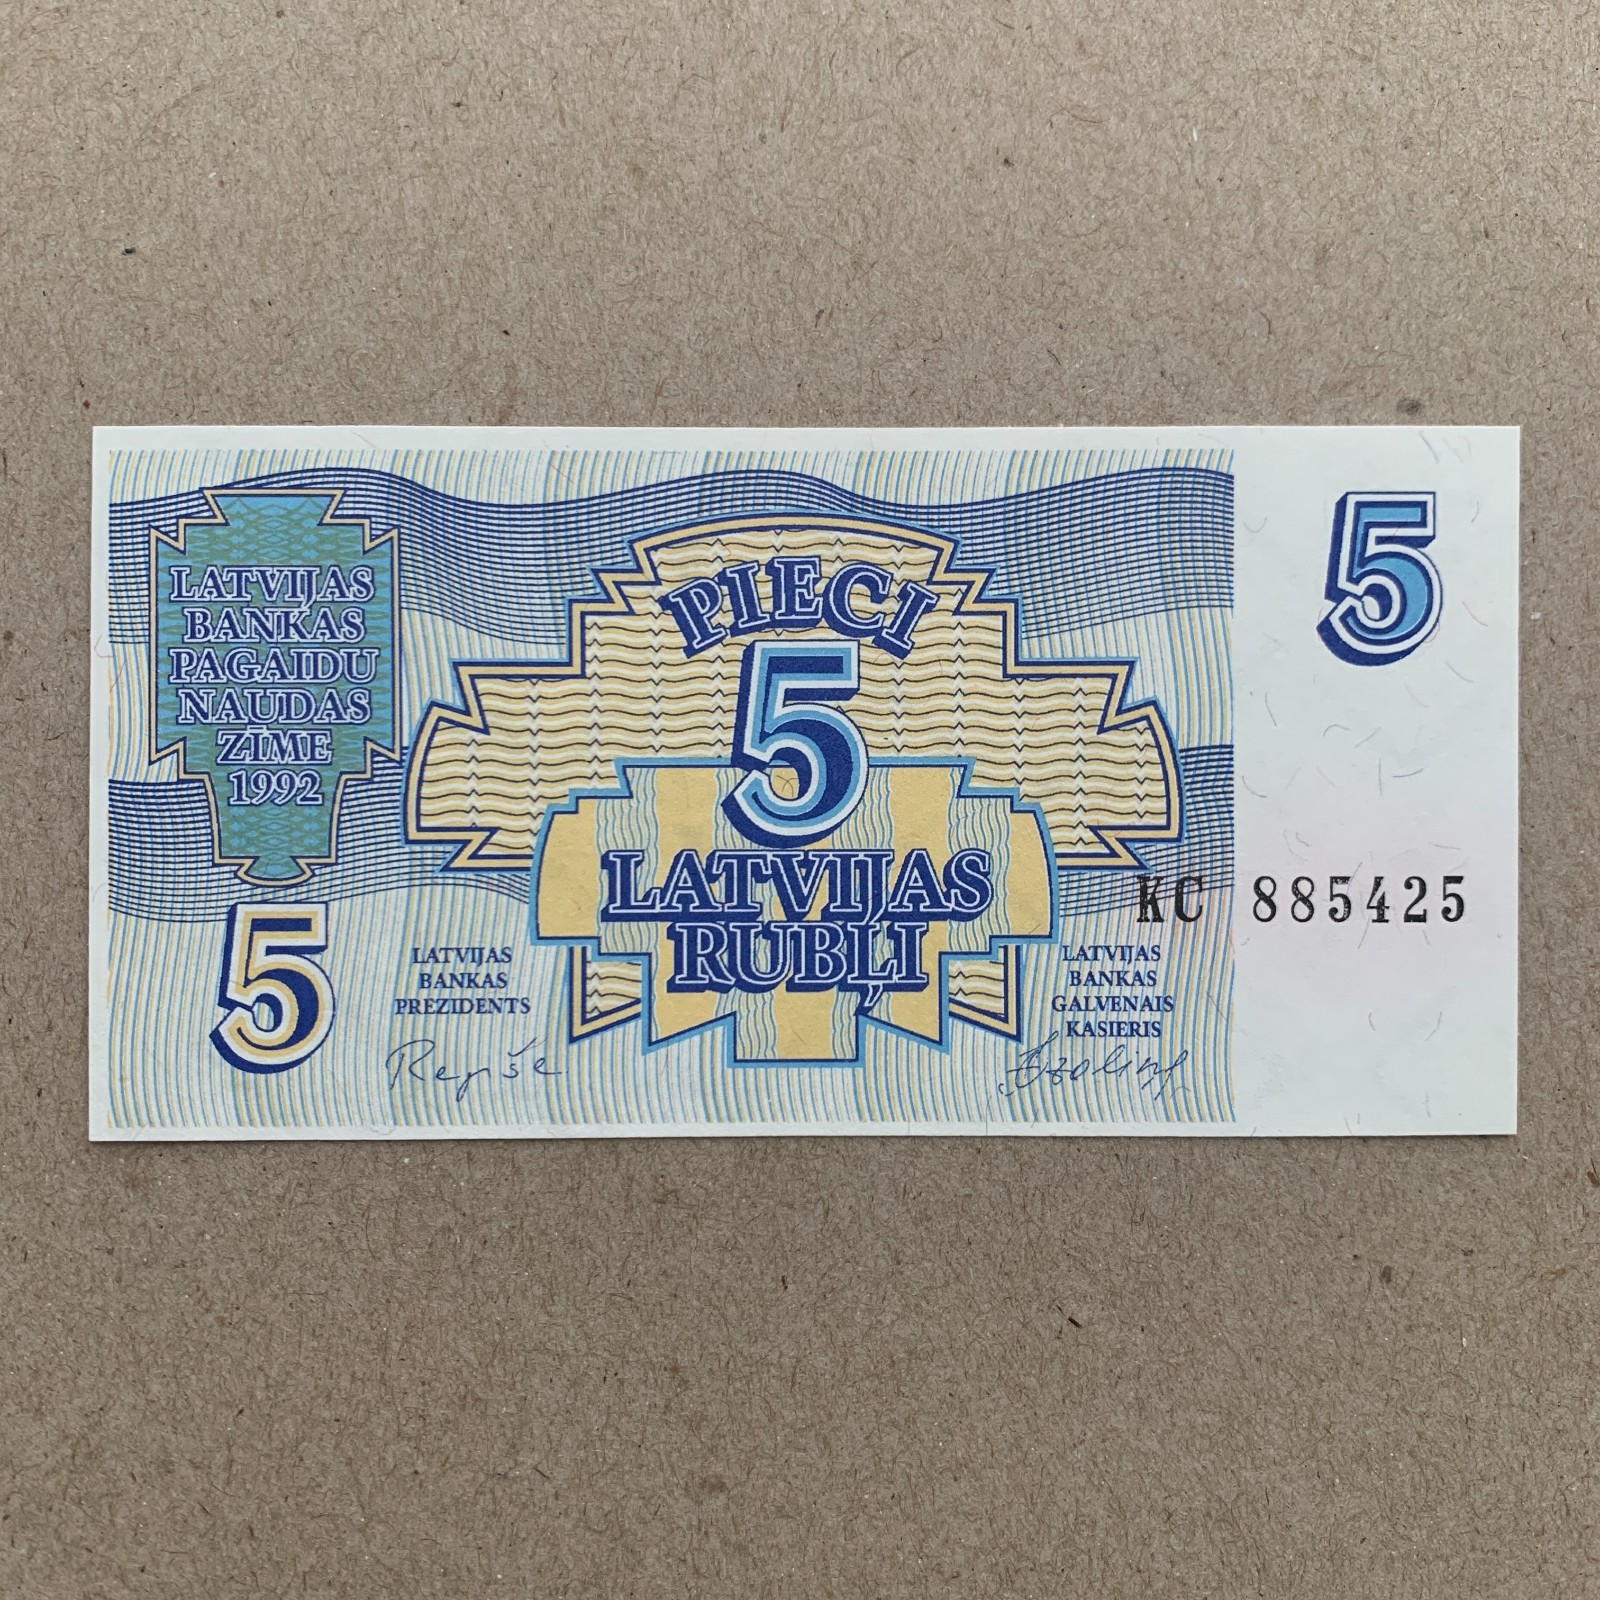 LATVIJAS
BANKAS
PAGAIDU
NAUDAS
ZĪME
1992
5
PIECI
5
LATVIJAS
RUBĻI
LATVIJAS
BANKAS
PREZIDENTS
Repše
LATVIJAS
BANKAS
GALVENAIS
KASIERIS
5
KC 885425